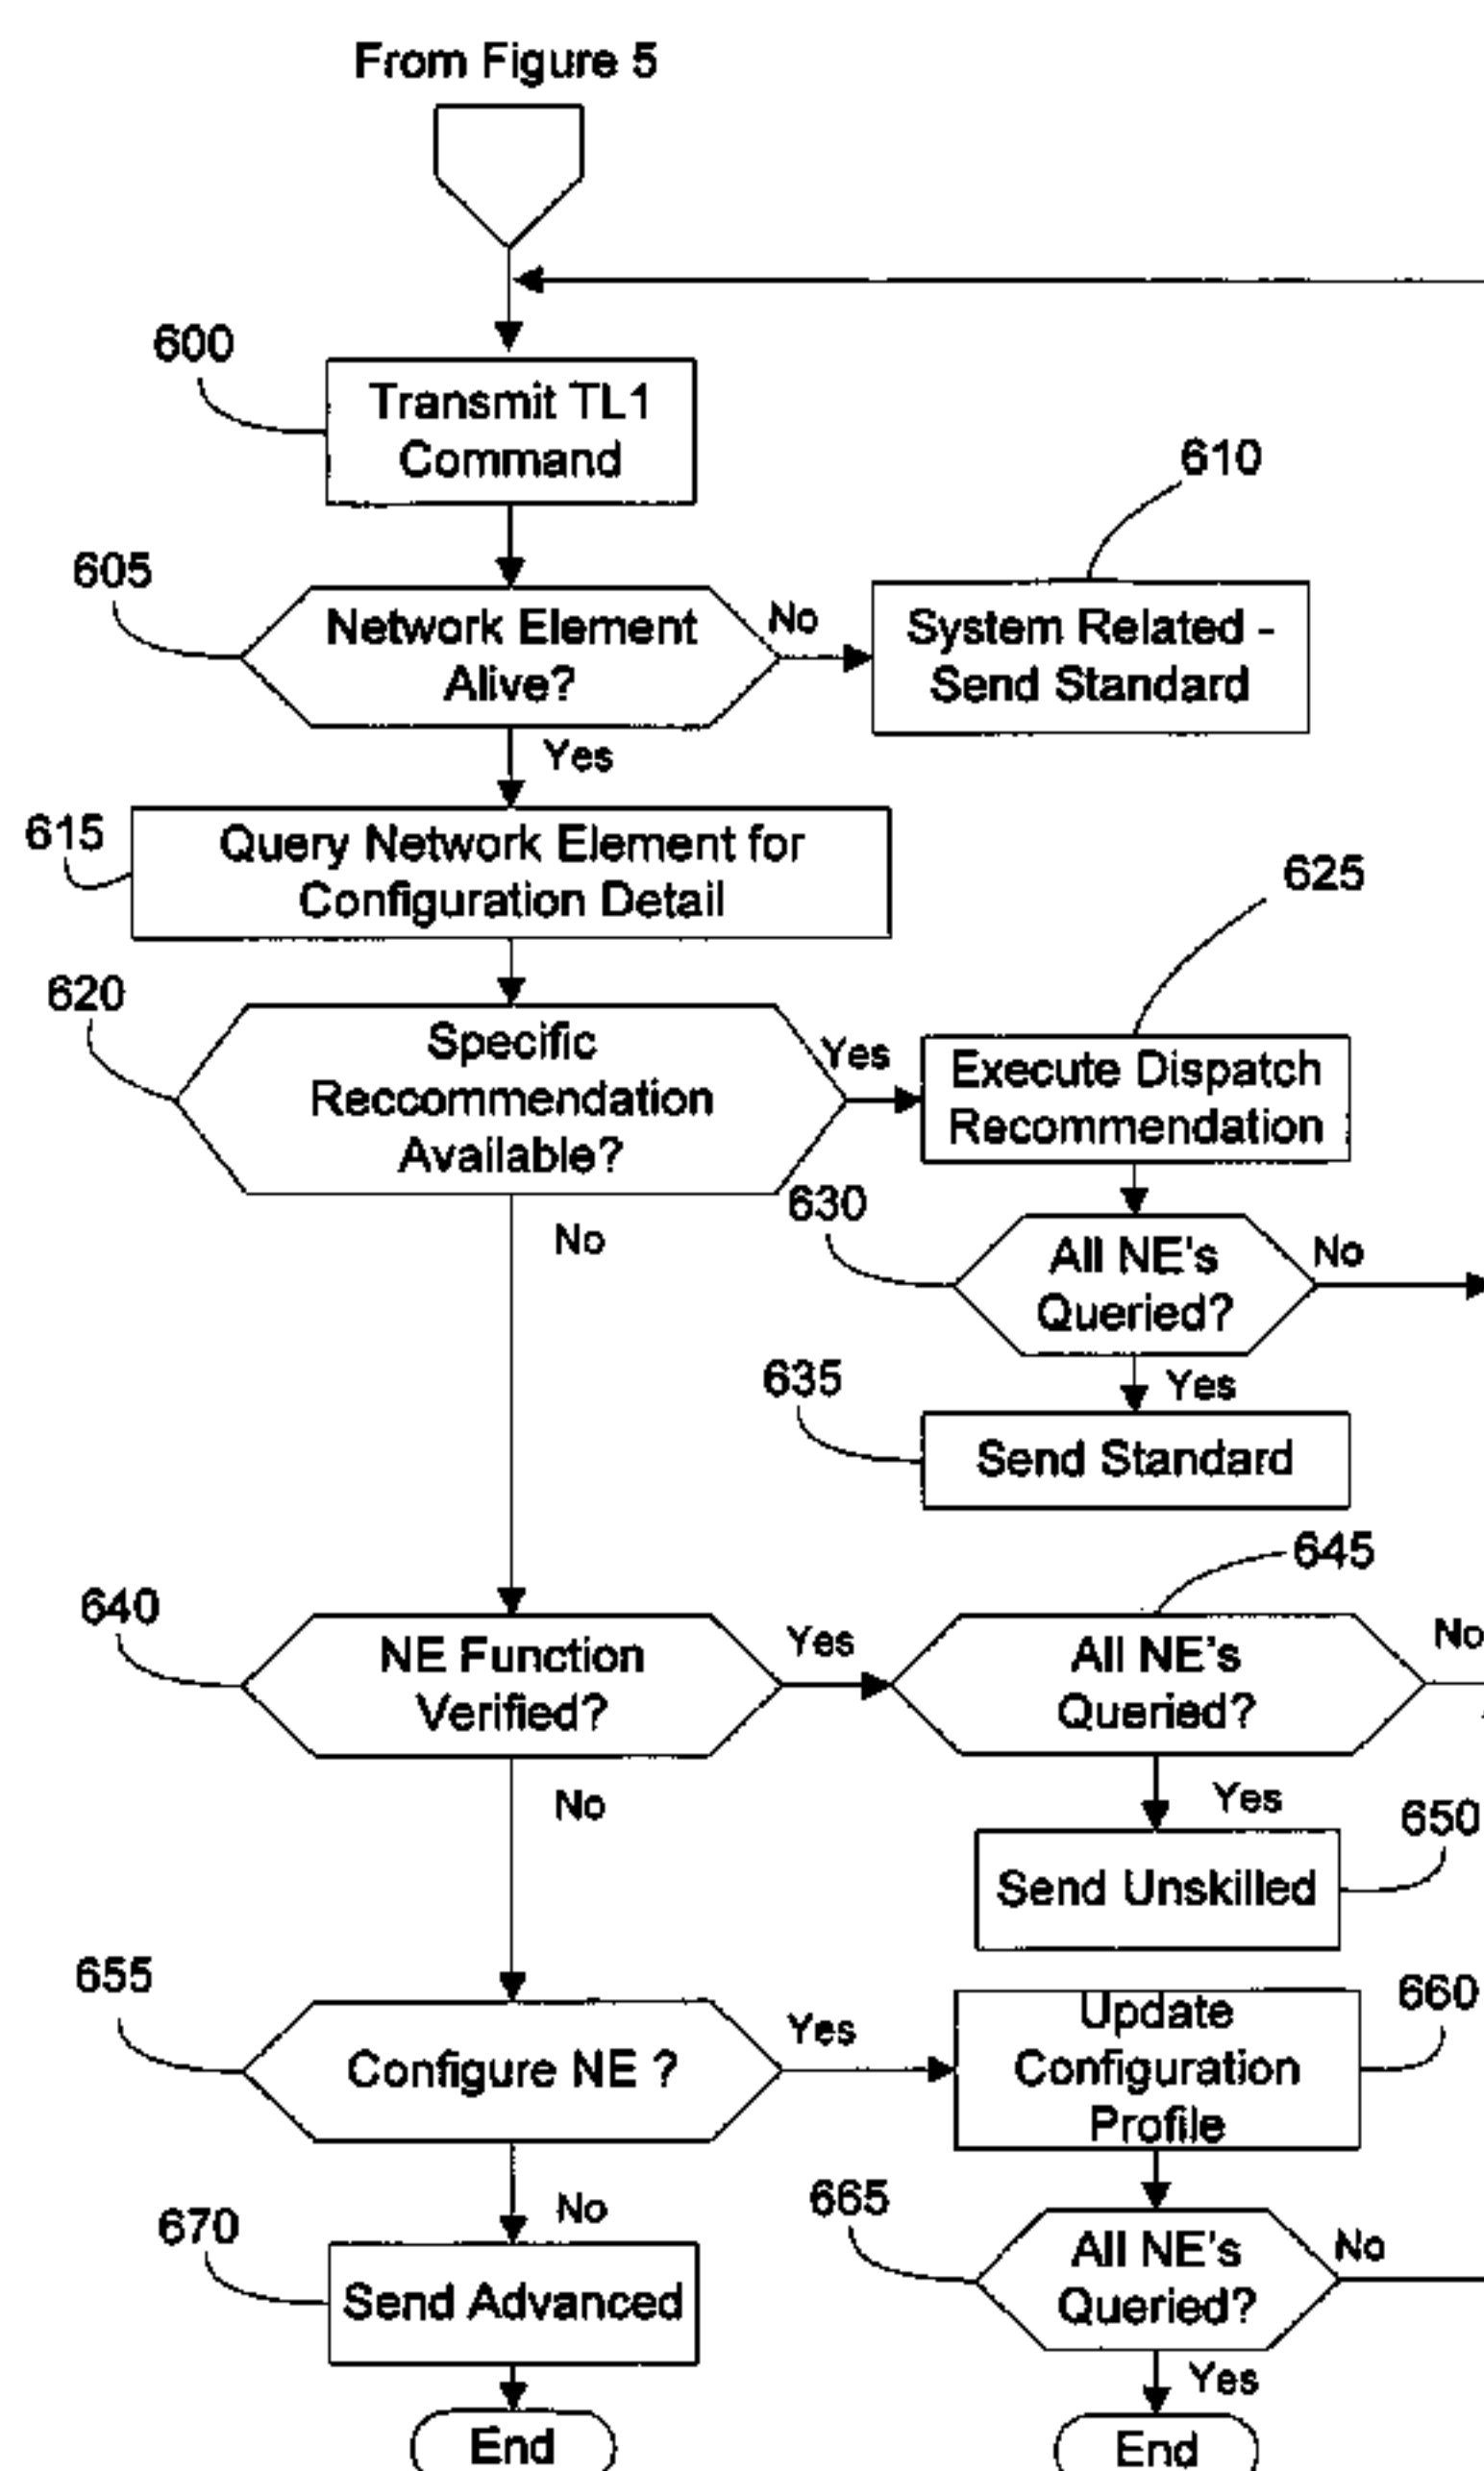 From Figure 5
600
Transmit TL1
Command
610
605
Network Element
Alive?
No
System Related -
Send Standard
Yes
615
Query Network Element for
Configuration Detail
625
620
Specific
Reccommendation
Available?
Yes
Execute Dispatch
Recommendation
No
630
All NE's
Queried?
No
635
Yes
Send Standard
645
640
NE Function
Verified?
Yes
All NE's
Queried?
No
No
Yes
650
Send Unskilled
655
Configure NE ?
Yes
Update
Configuration
Profile
660
No
665
670
All NE's
Queried?
No
Send Advanced
Yes
End
End